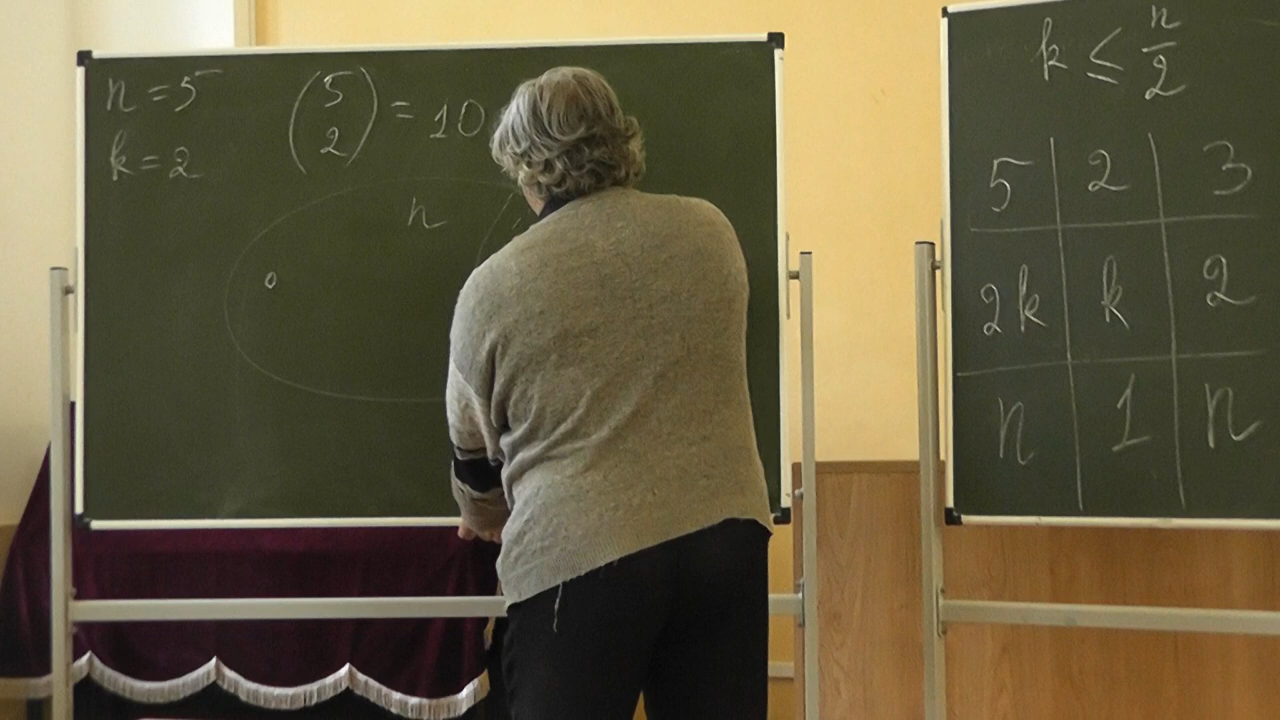 n = 5
k = 2
(5 2) = 10
n
o
k ≤ n/2
5 2 3
2k k 2
n 1 n